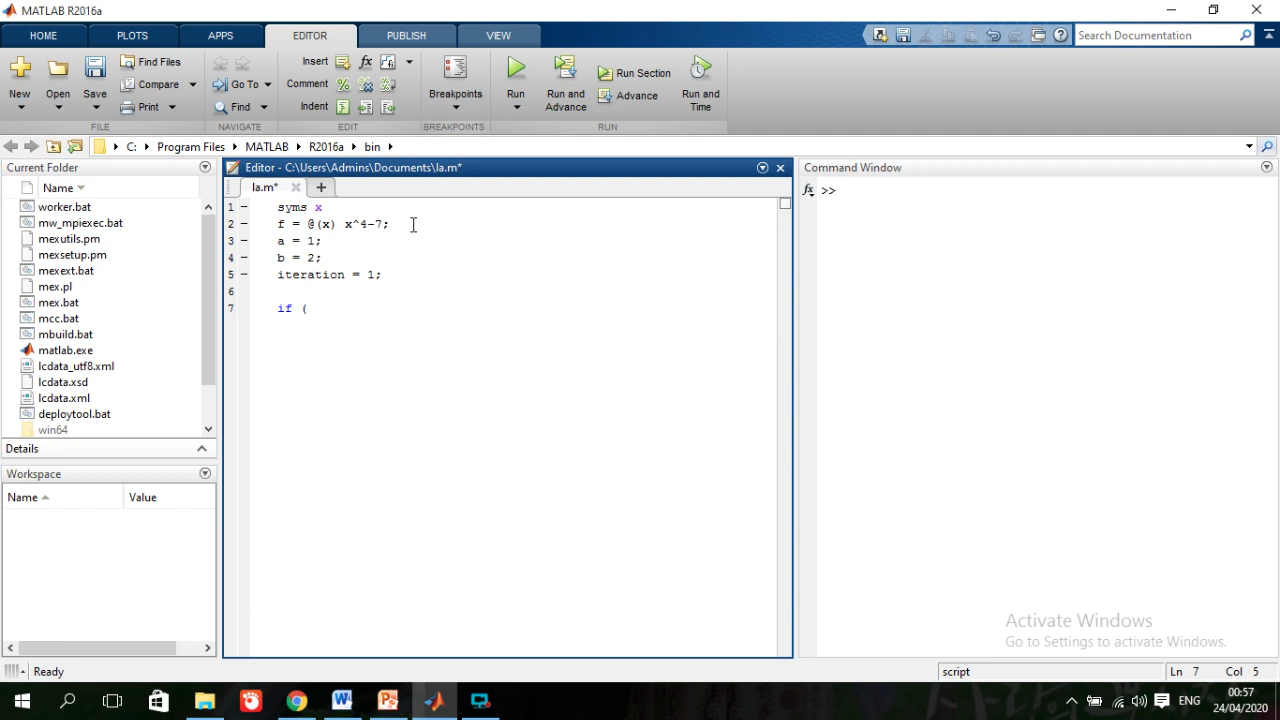 MATLAB R2016a
HOME PLOTS APPS EDITOR PUBLISH VIEW
Search Documentation
New Open Save Find Files Compare Print
Go To Find
Insert fx
Comment
Indent
Breakpoints
Run Run and Advance Run Section Advance Run and Time
FILE NAVIGATE EDIT BREAKPOINTS RUN
C: Program Files MATLAB R2016a bin
Current Folder
Name
worker.bat
mw_mpiexec.bat
mexutils.pm
mexsetup.pm
mexext.bat
mex.pl
mex.bat
mcc.bat
mbuild.bat
matlab.exe
lcdata_utf8.xml
lcdata.xsd
lcdata.xml
deploytool.bat
win64
Details
Workspace
Name Value
Editor - C:\Users\Admins\Documents\la.m*
la.m*
1 syms x
2 f = @(x) x^4-7;
3 a = 1;
4 b = 2;
5 iteration = 1;
6
7 if (
Command Window
fx >>
Activate Windows
Go to Settings to activate Windows.
Ready
script Ln 7 Col 5
ENG
00:57
24/04/2020